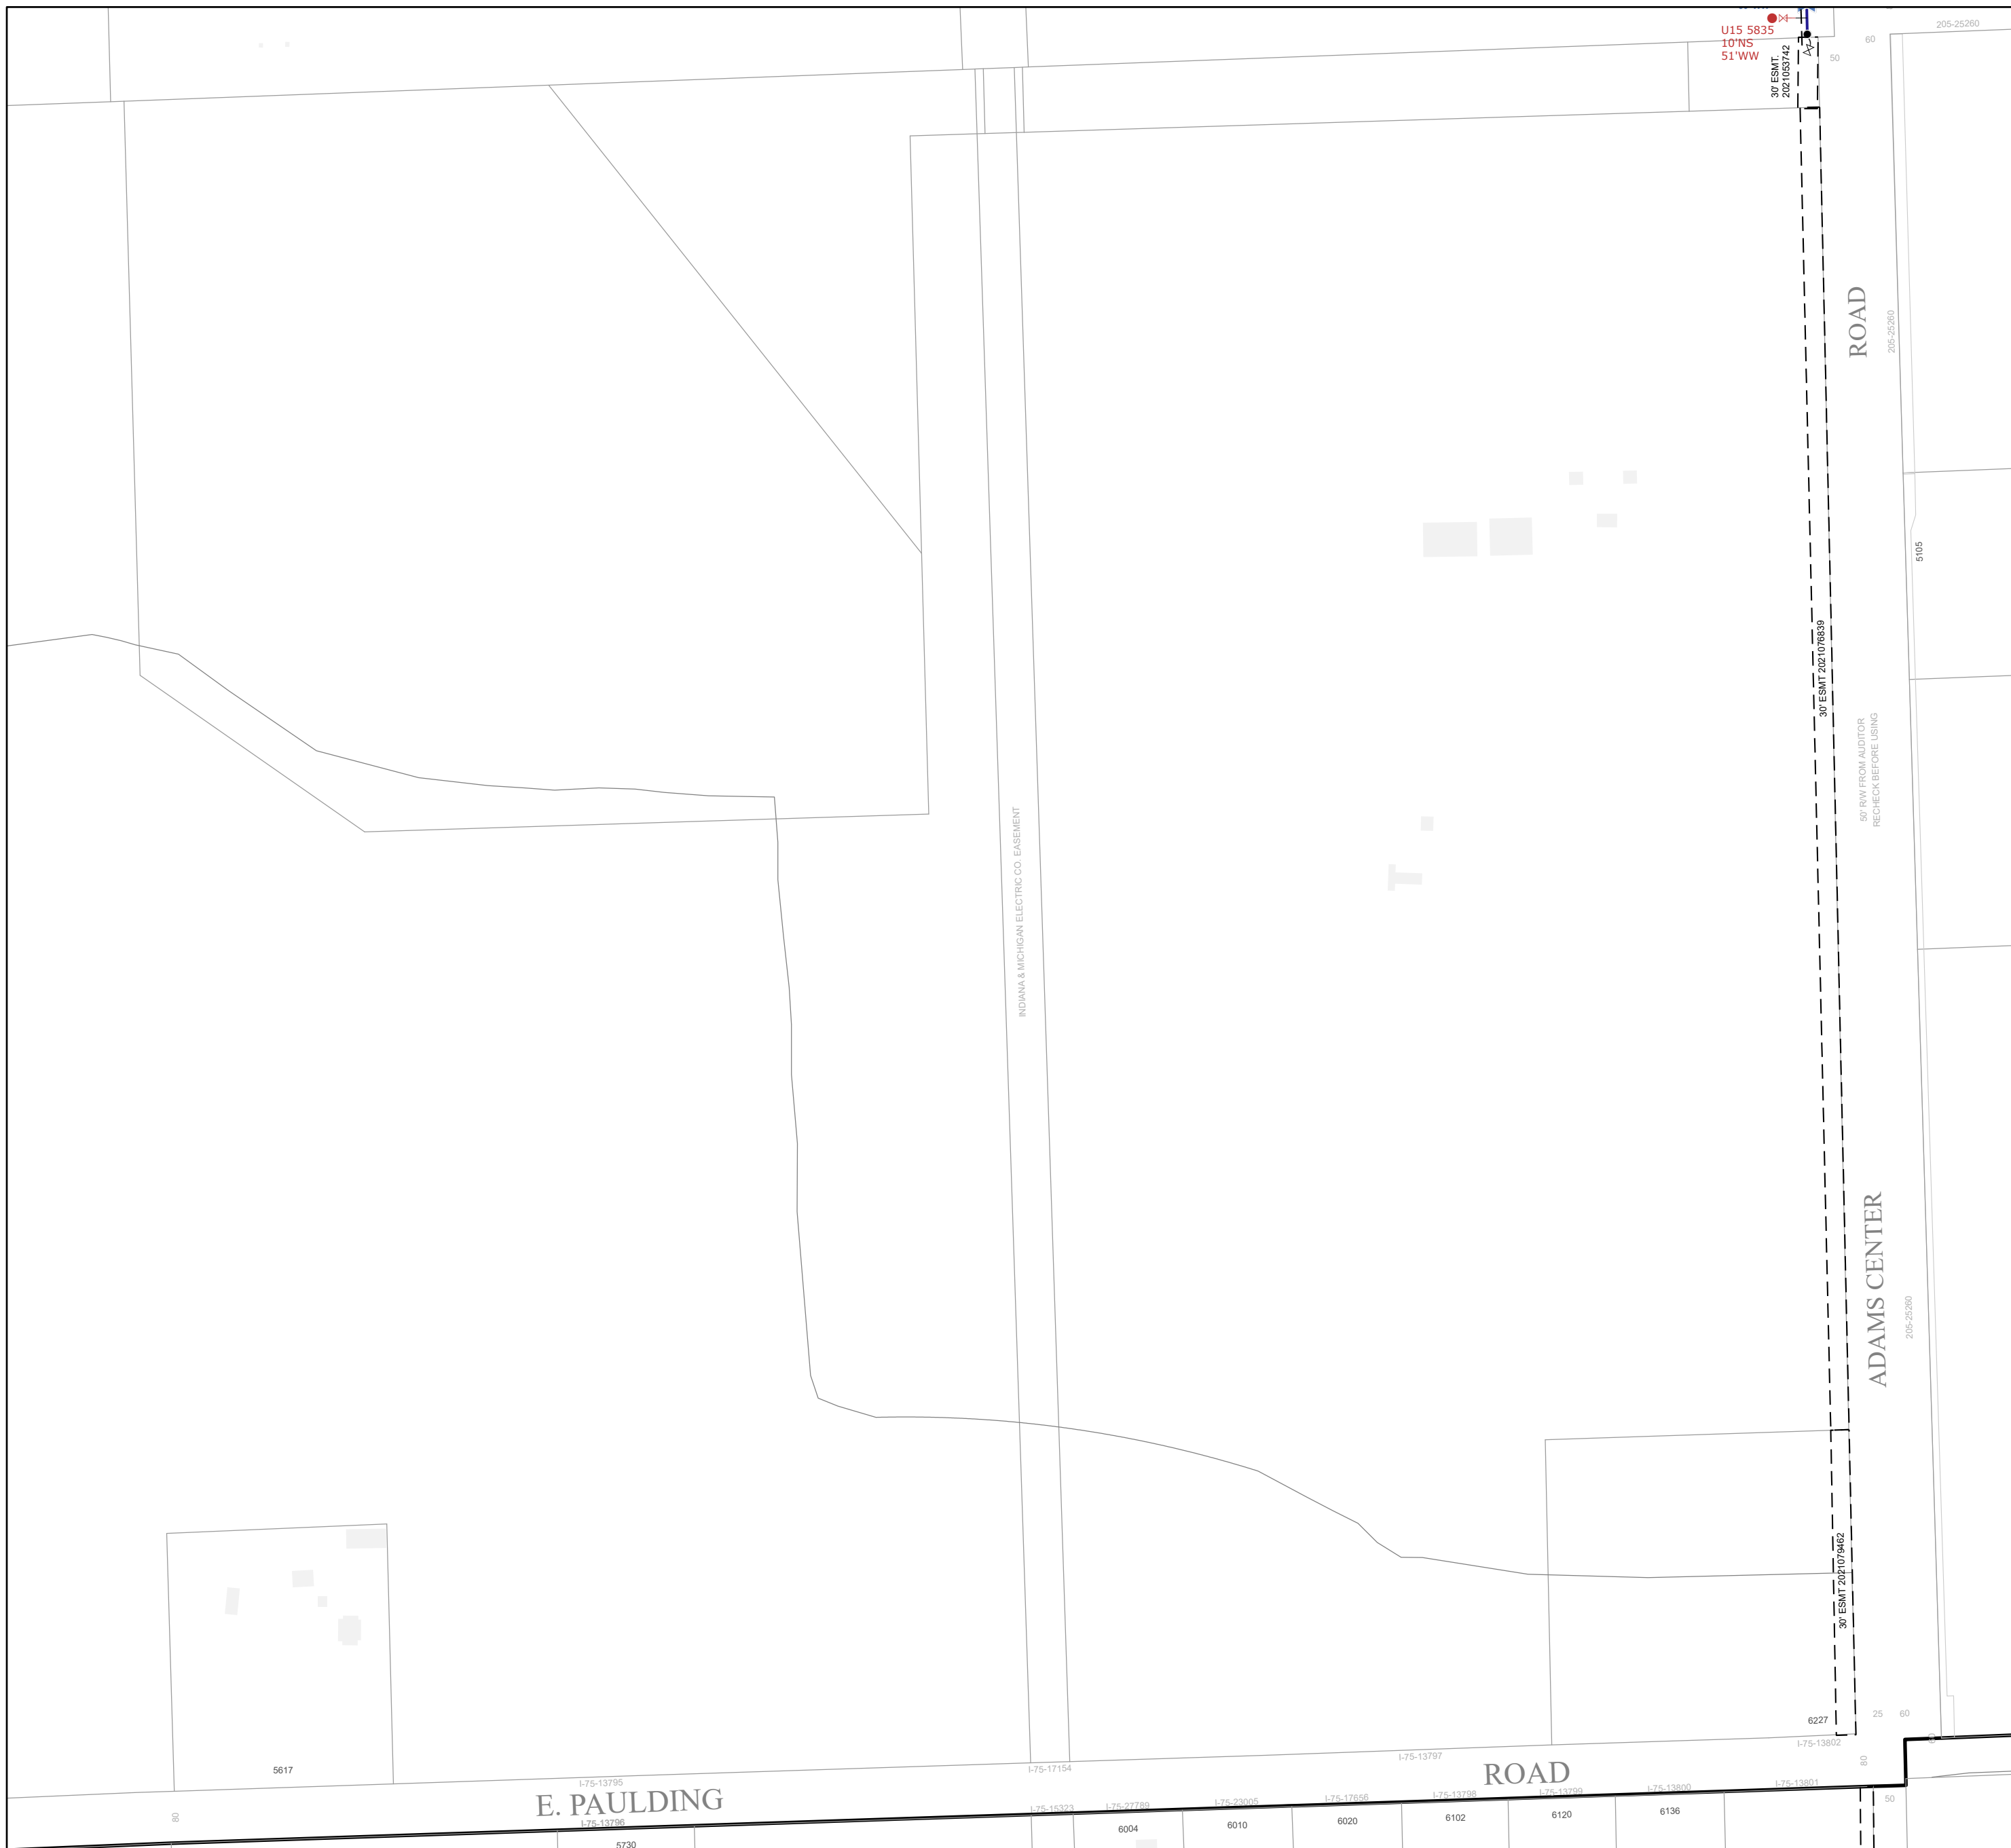 205-25260
U15 5835
10'NS
51'WW
30' ESMT.
2021053742
60
50
ROAD
205-25260
5105
30' ESMT 2021076839
50' R/W FROM AUDITOR
RECHECK BEFORE USING
INDIANA & MICHIGAN ELECTRIC CO. EASEMENT
ADAMS CENTER
205-25260
30' ESMT 2021079462
6227
25
60
60
I-75-13802
80
I-75-13797
I-75-17154
5617
I-75-13795
ROAD
E. PAULDING
80
I-75-13796
I-75-15323
I-75-27789
I-75-23005
I-75-17656
I-75-13798
I-75-13799
I-75-13800
I-75-13801
50
5730
6004
6010
6020
6102
6120
6136